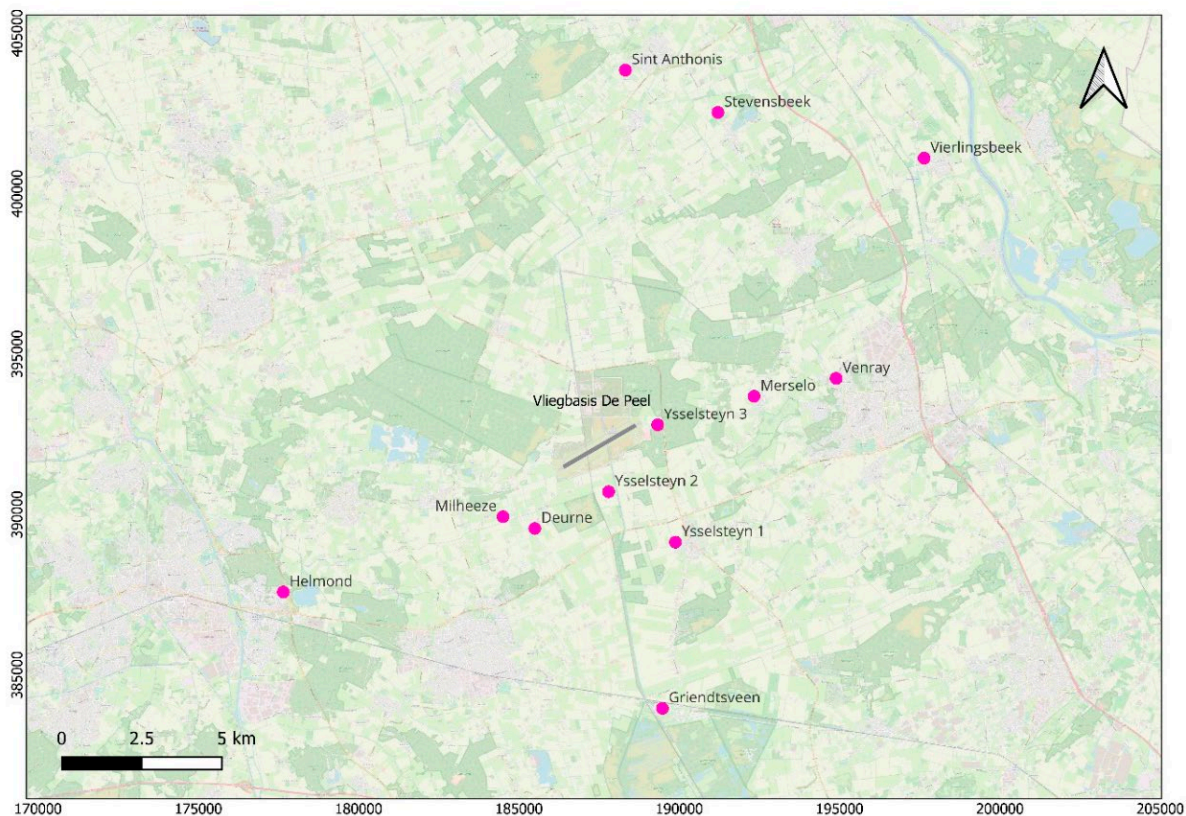 405000
Sint Anthonis
Stevensbeek
Vierlingsbeek
400000
395000
Venray
Merselo
Vliegbasis De Peel
Ysselsteyn 3
Ysselsteyn 2
390000
Milheeze
Deurne
Ysselsteyn 1
Helmond
385000
Griendtsveen
0 2.5 5 km
170000 175000 180000 185000 190000 195000 200000 205000